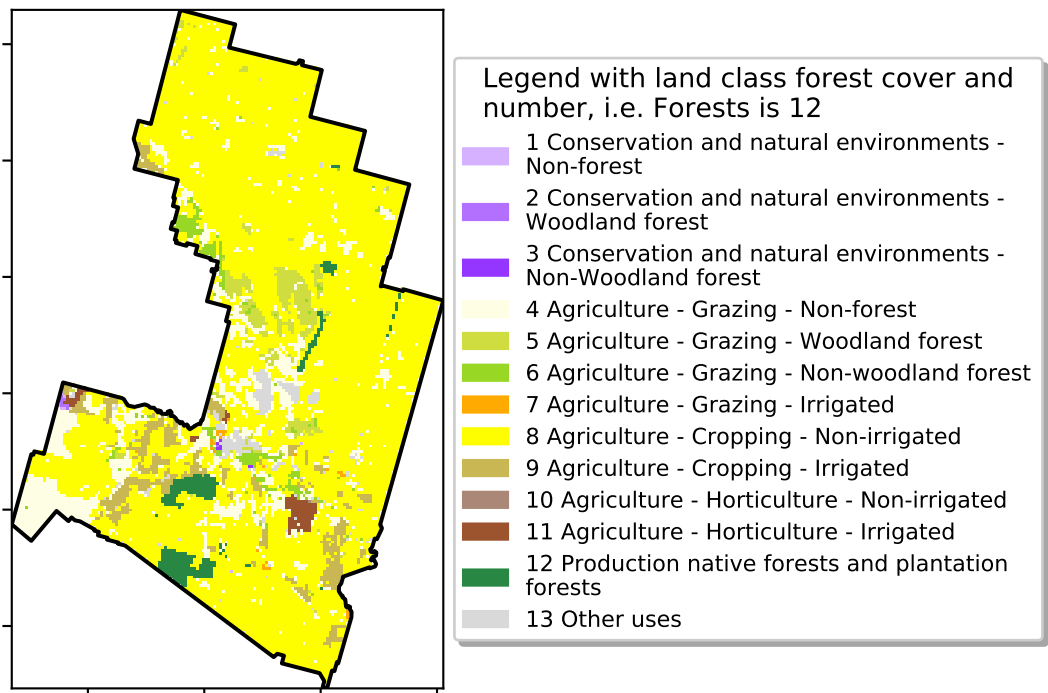 Legend with land class forest cover and
number, i.e. Forests is 12
1 Conservation and natural environments -
Non-forest
2 Conservation and natural environments -
Woodland forest
3 Conservation and natural environments -
Non-Woodland forest
4 Agriculture - Grazing - Non-forest
5 Agriculture - Grazing - Woodland forest
6 Agriculture - Grazing - Non-woodland forest
7 Agriculture - Grazing - Irrigated
8 Agriculture - Cropping - Non-irrigated
9 Agriculture - Cropping - Irrigated
10 Agriculture - Horticulture - Non-irrigated
11 Agriculture - Horticulture - Irrigated
12 Production native forests and plantation
forests
13 Other uses